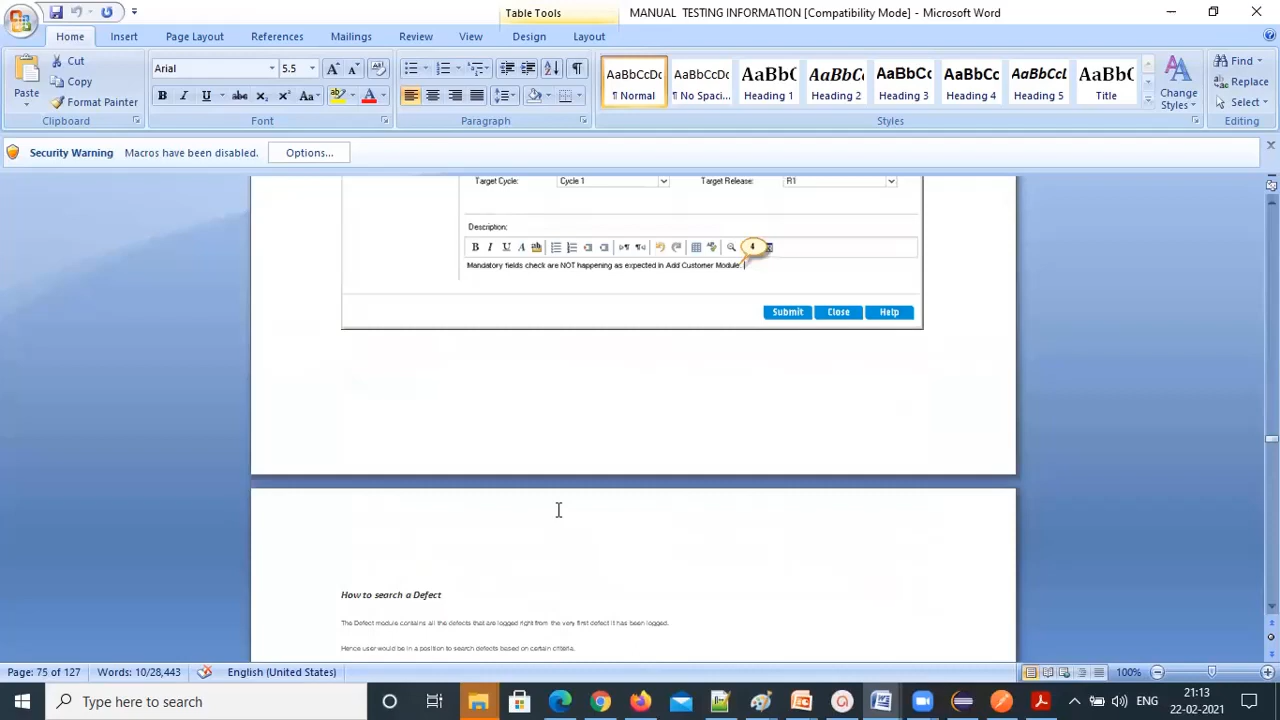 Table Tools
MANUAL TESTING INFORMATION [Compatibility Mode] - Microsoft Word
Home Insert Page Layout References Mailings Review View Design Layout
Paste Cut Copy Format Painter
Clipboard
Arial 5.5
Font
Paragraph
AaBbCcDc AaBbCcDc AaBbC AaBbCc AaBbCc AaBbCc AaBbCcI AaBbC
¶ Normal ¶ No Spaci... Heading 1 Heading 2 Heading 3 Heading 4 Heading 5 Title
Change Styles
Styles
Find
Replace
Select
Editing
Security Warning Macros have been disabled. Options...
Target Cycle: Cycle 1 Target Release: R1
Description:
B I U A 4
Mandatory fields check are NOT happening as expected in Add Customer Module.
Submit Close Help
How to search a Defect
The Defect module contains all the defects that are logged right from the very first defect it has been logged.
Hence user would be in a position to search defects based on certain criteria.
Page: 75 of 127 Words: 10/28,443 English (United States) 100%
Type here to search
ENG
21:13
22-02-2021